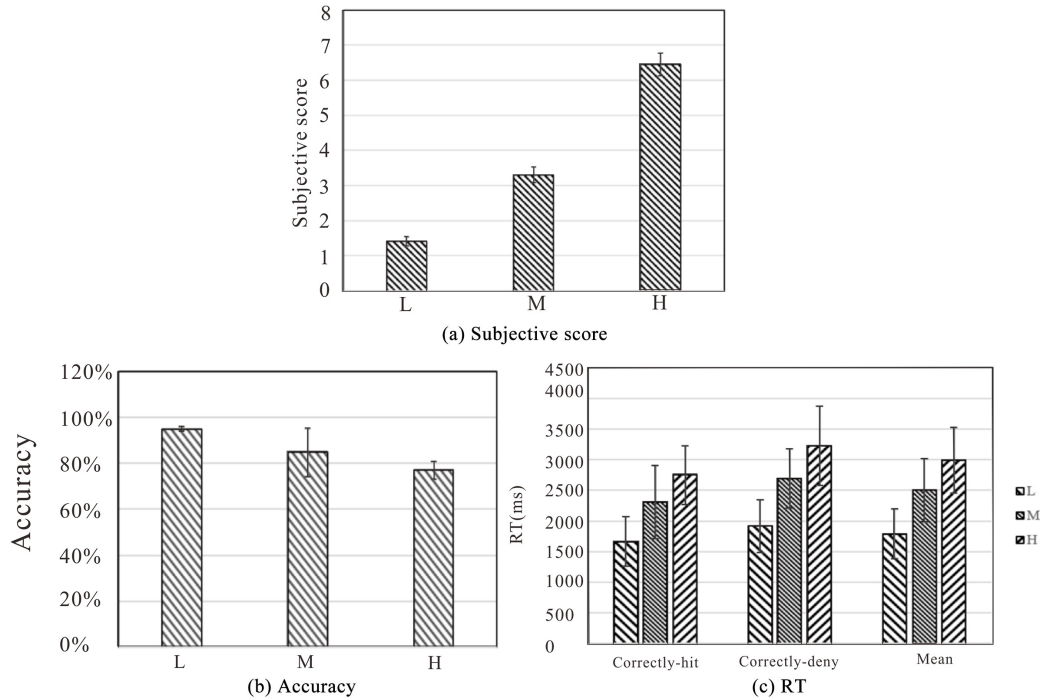 8
7
6
5
4
3
2
1
0
Subjective score
L M H
(a) Subjective score
120%
100%
80%
60%
40%
20%
0%
Accuracy
L M H
(b) Accuracy
4500
4000
3500
3000
2500
2000
1500
1000
500
0
RT(ms)
Correctly-hit Correctly-deny Mean
L
M
H
(c) RT